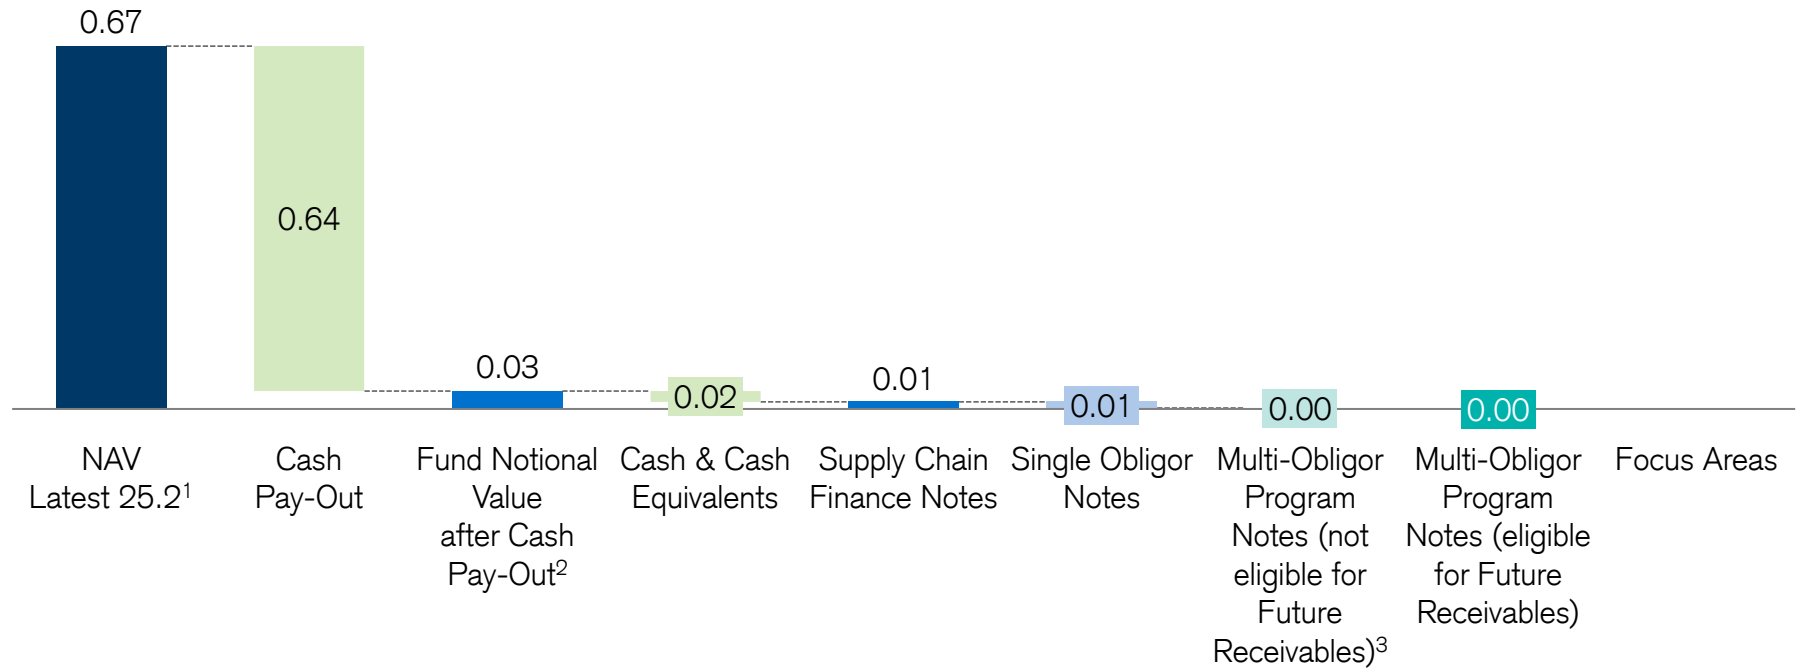 0.67
0.64
0.03
0.02
0.01
0.01
0.00
0.00
NAV
Latest 25.2¹
Cash
Pay-Out
Fund Notional
Value
after Cash
Pay-Out²
Cash & Cash
Equivalents
Supply Chain
Finance Notes
Single Obligor
Notes
Multi-Obligor
Program
Notes (not
eligible for
Future
Receivables)³
Multi-Obligor
Program
Notes (eligible
for Future
Receivables)
Focus Areas